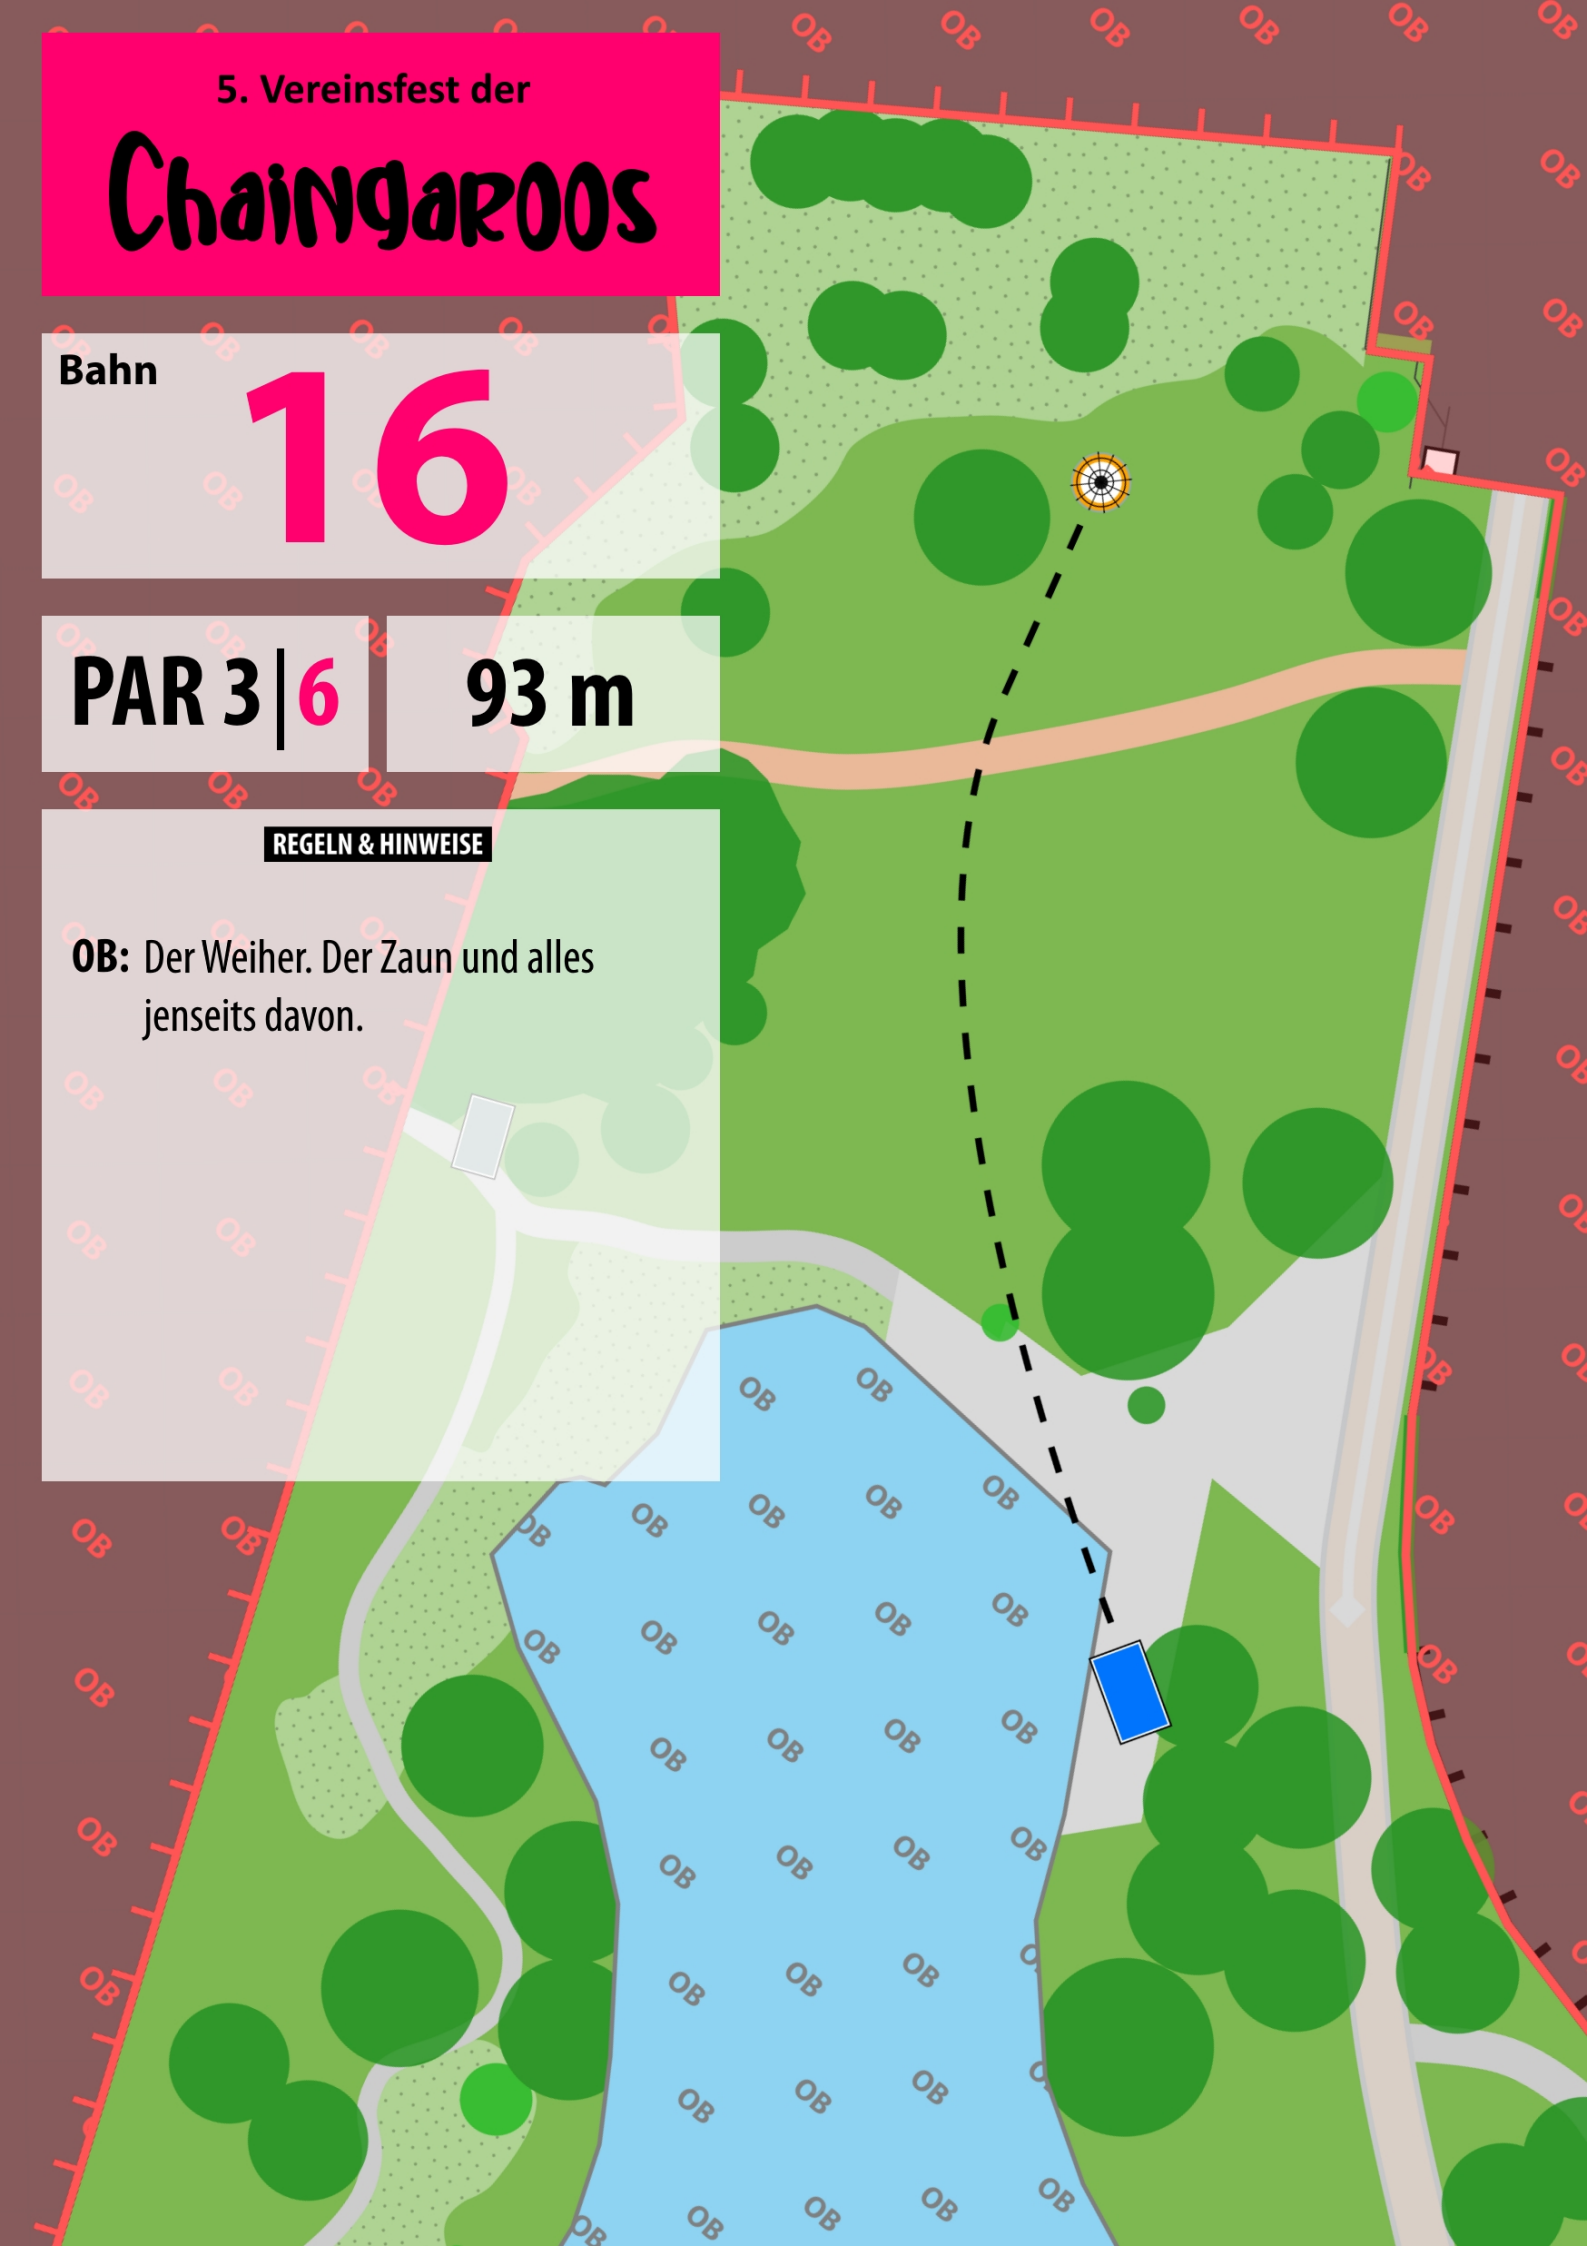 5. Vereinsfest der
Chaingaroos
Bahn
16
PAR 3|6
93 m
REGELN & HINWEISE
OB: Der Weiher. Der Zaun und alles
jenseits davon.
OB